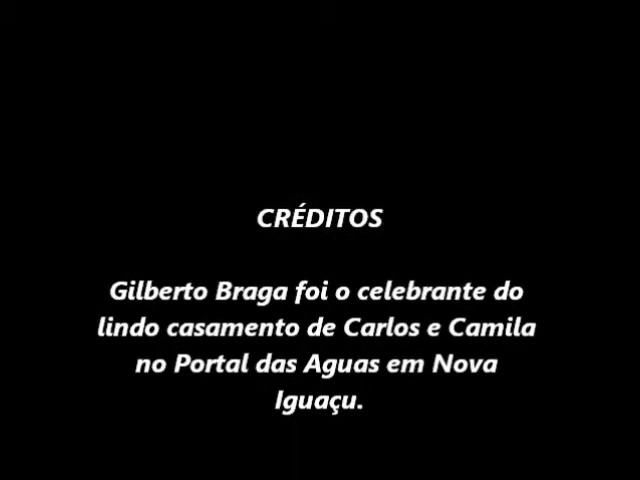 CRÉDITOS
Gilberto Braga foi o celebrante do
lindo casamento de Carlos e Camila
no Portal das Aguas em Nova
Iguaçu.